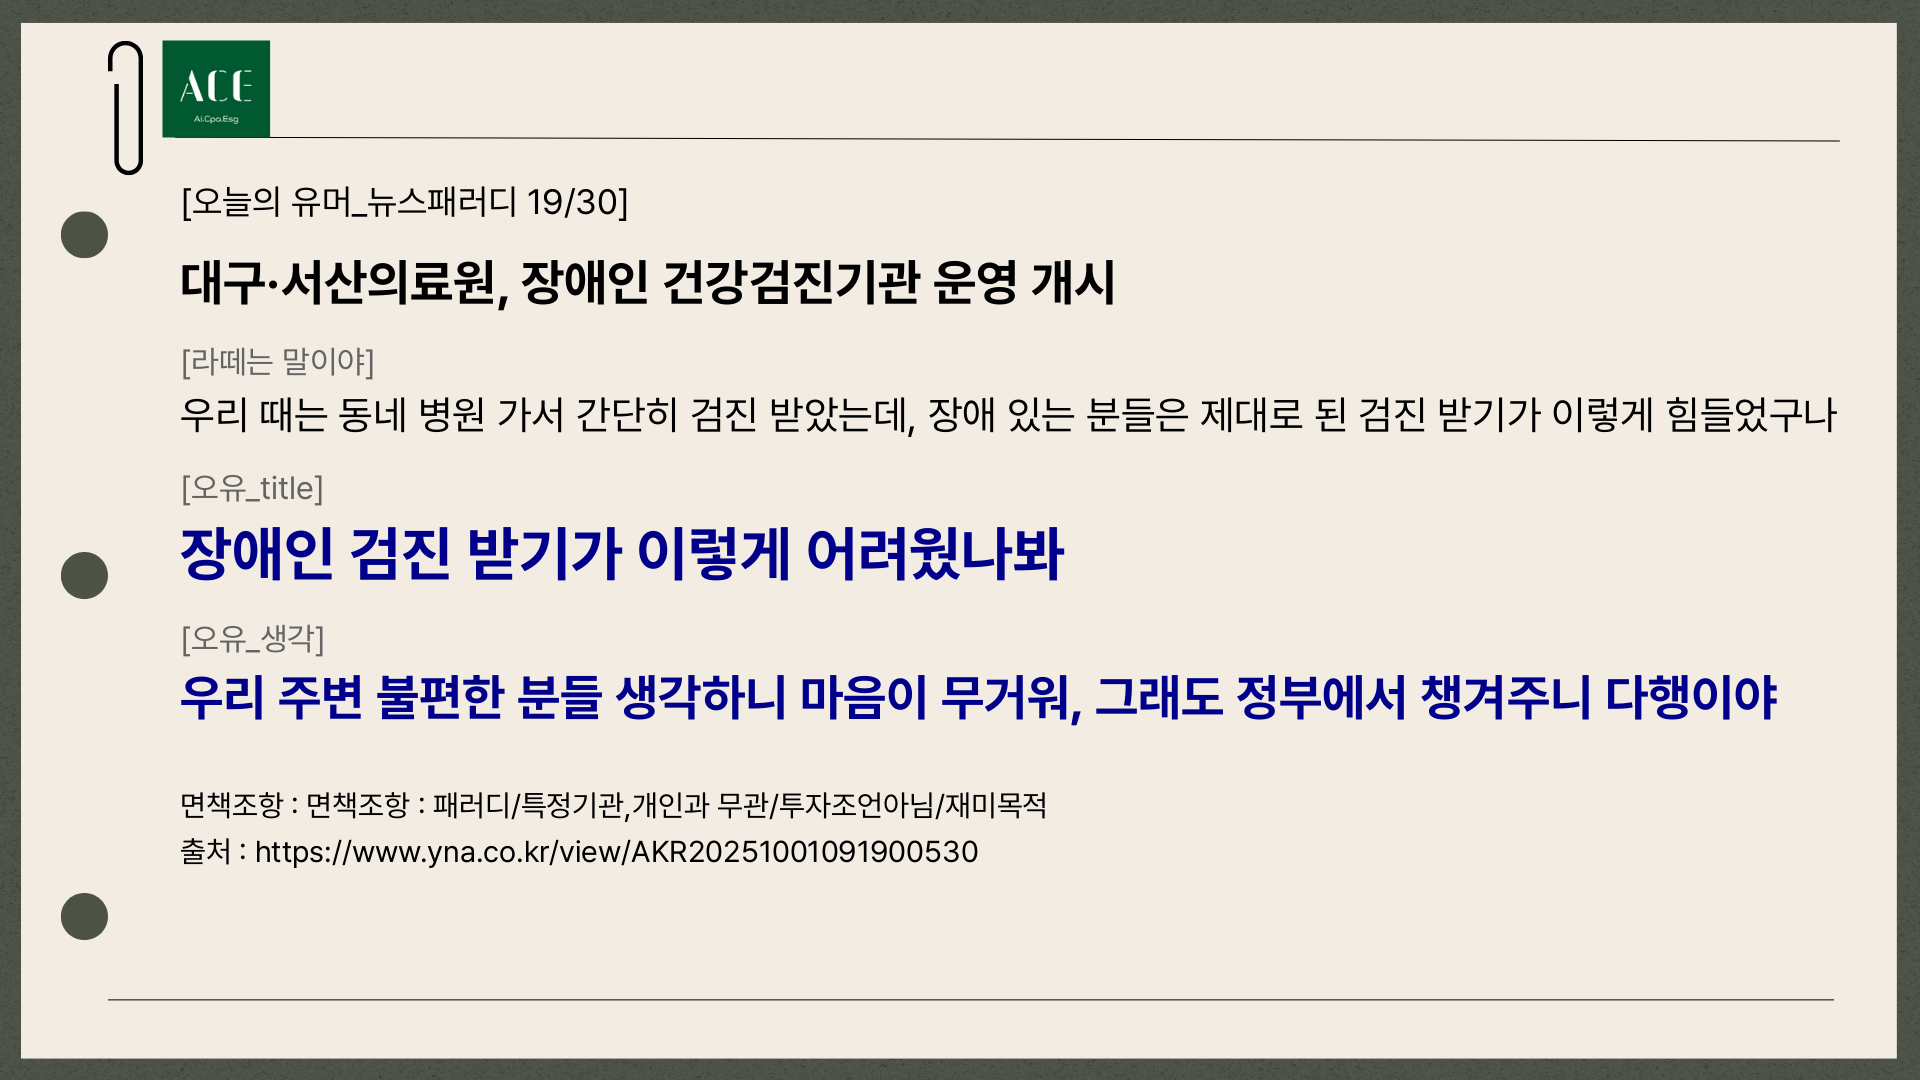 ACE
Ai.Cpa.Esg
[오늘의 유머_뉴스패러디 19/30]
대구·서산의료원, 장애인 건강검진기관 운영 개시
[라떼는 말이야]
우리 때는 동네 병원 가서 간단히 검진 받았는데, 장애 있는 분들은 제대로 된 검진 받기가 이렇게 힘들었구나
[오유_title]
장애인 검진 받기가 이렇게 어려웠나봐
[오유_생각]
우리 주변 불편한 분들 생각하니 마음이 무거워, 그래도 정부에서 챙겨주니 다행이야
면책조항 : 면책조항 : 패러디/특정기관,개인과 무관/투자조언아님/재미목적
출처 : https://www.yna.co.kr/view/AKR20251001091900530